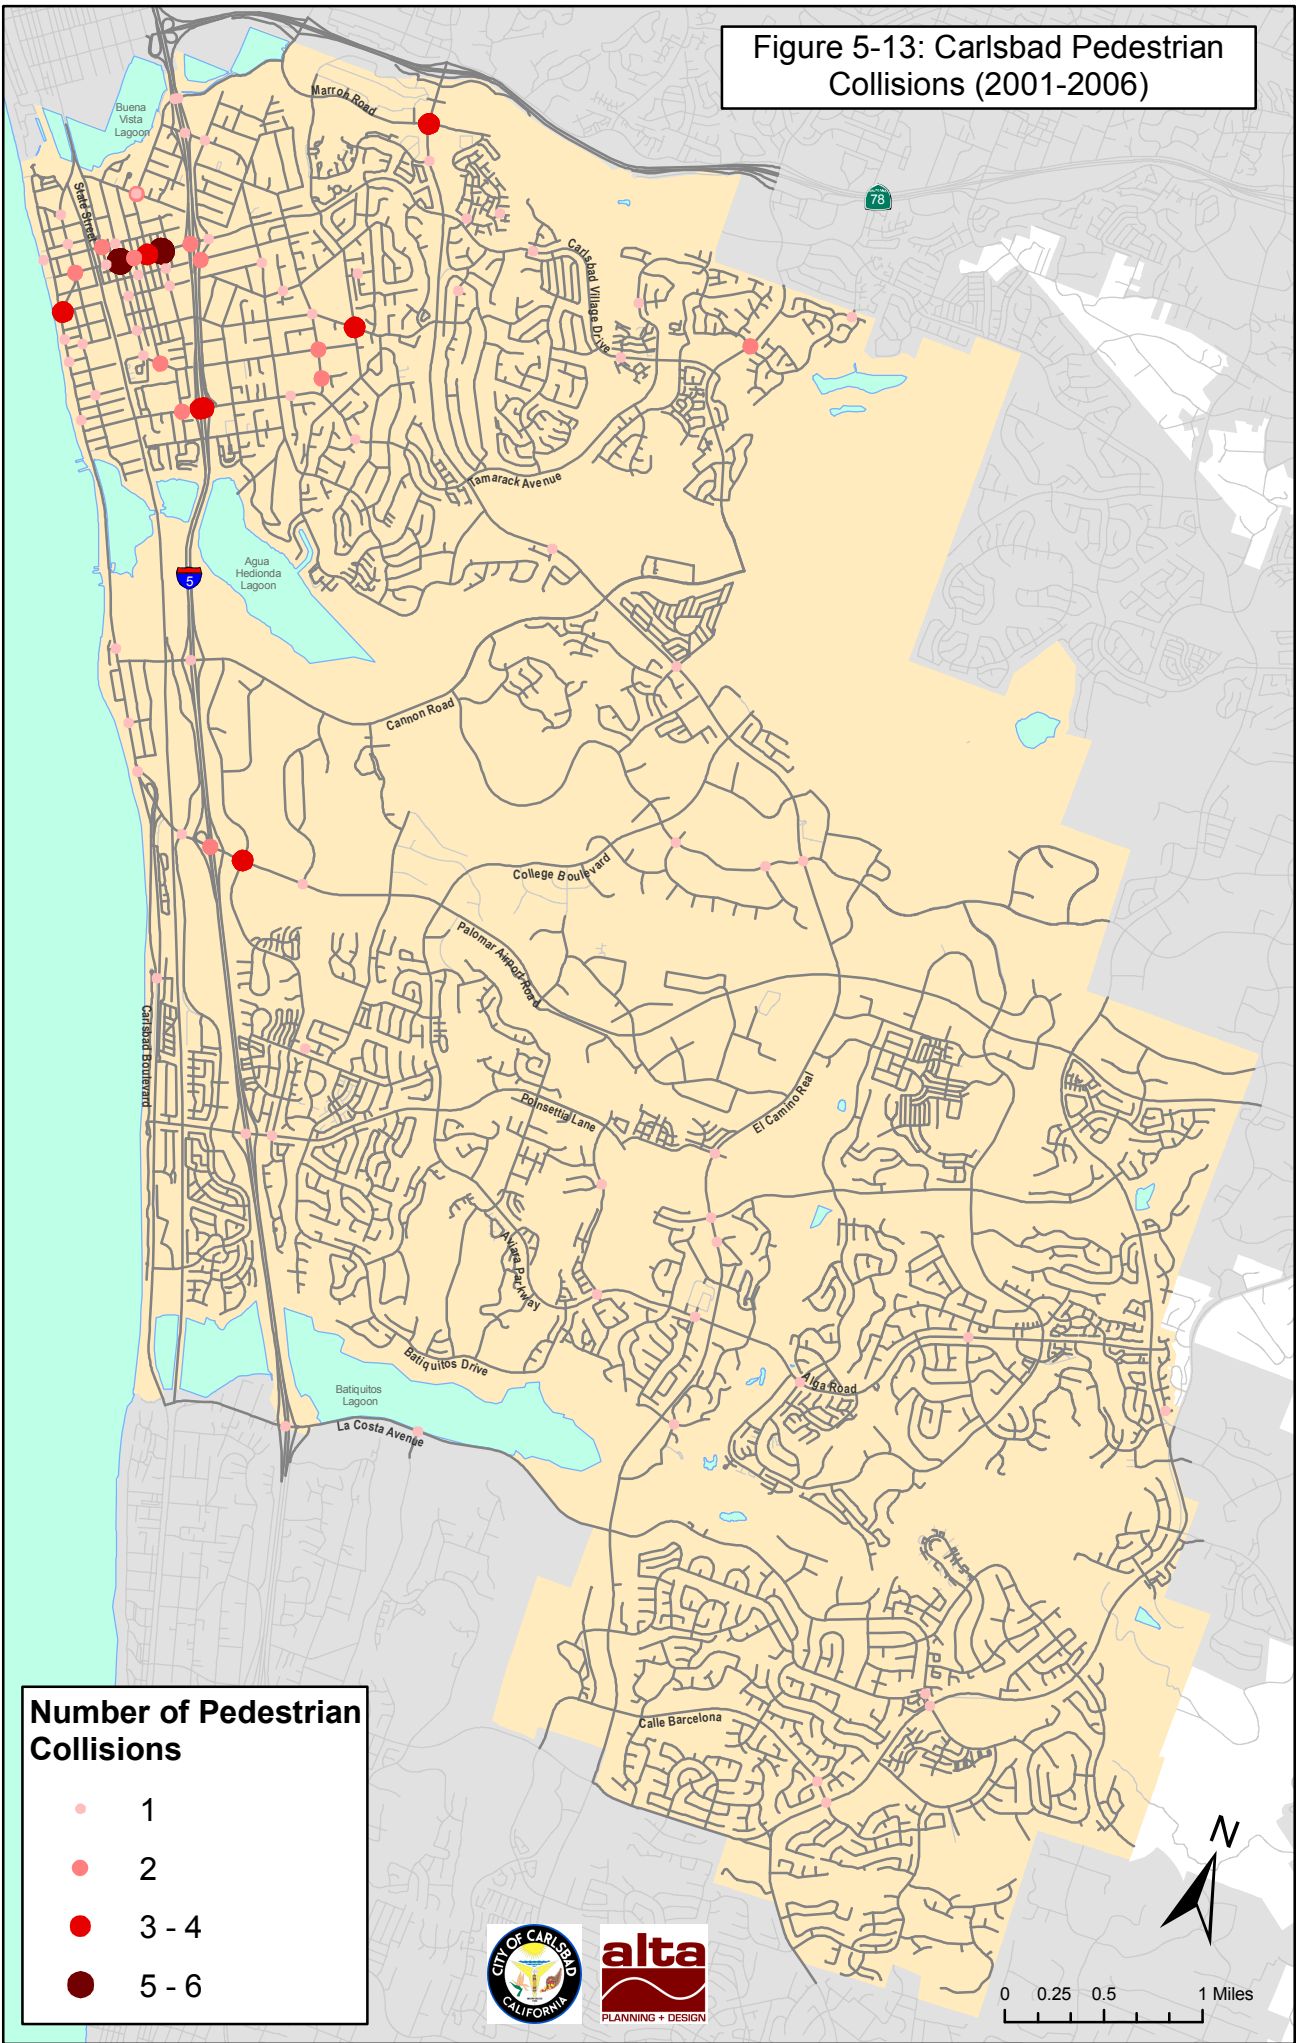 Figure 5-13: Carlsbad Pedestrian
Collisions (2001-2006)
Marron Road
Buena
Vista
Lagoon
78
State Street
Carlsbad Village Drive
Tamarack Avenue
Agua
Hedionda
Lagoon
5
Cannon Road
College Boulevard
Palomar Airport Road
Carlsbad Boulevard
El Camino Real
Poinsettia Lane
Aviara Parkway
Batiquitos Drive
Alga Road
Batiquitos
Lagoon
La Costa Avenue
Calle Barcelona
Number of Pedestrian
Collisions
1
2
3 - 4
5 - 6
CITY OF CARLSBAD
CALIFORNIA
alta
PLANNING + DESIGN
N
0 0.25 0.5 1 Miles